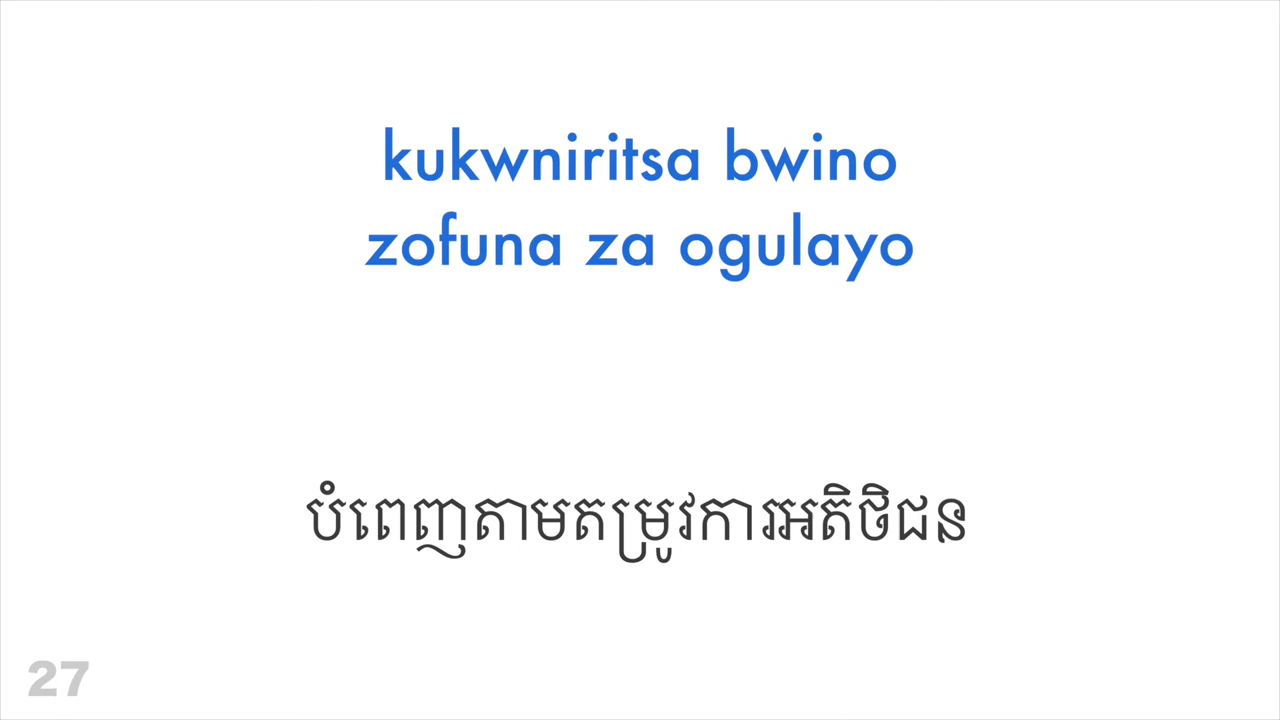 kukwniritsa bwino
zofuna za ogulayo
បំពេញតាមតម្រូវការអតិថិជន
27